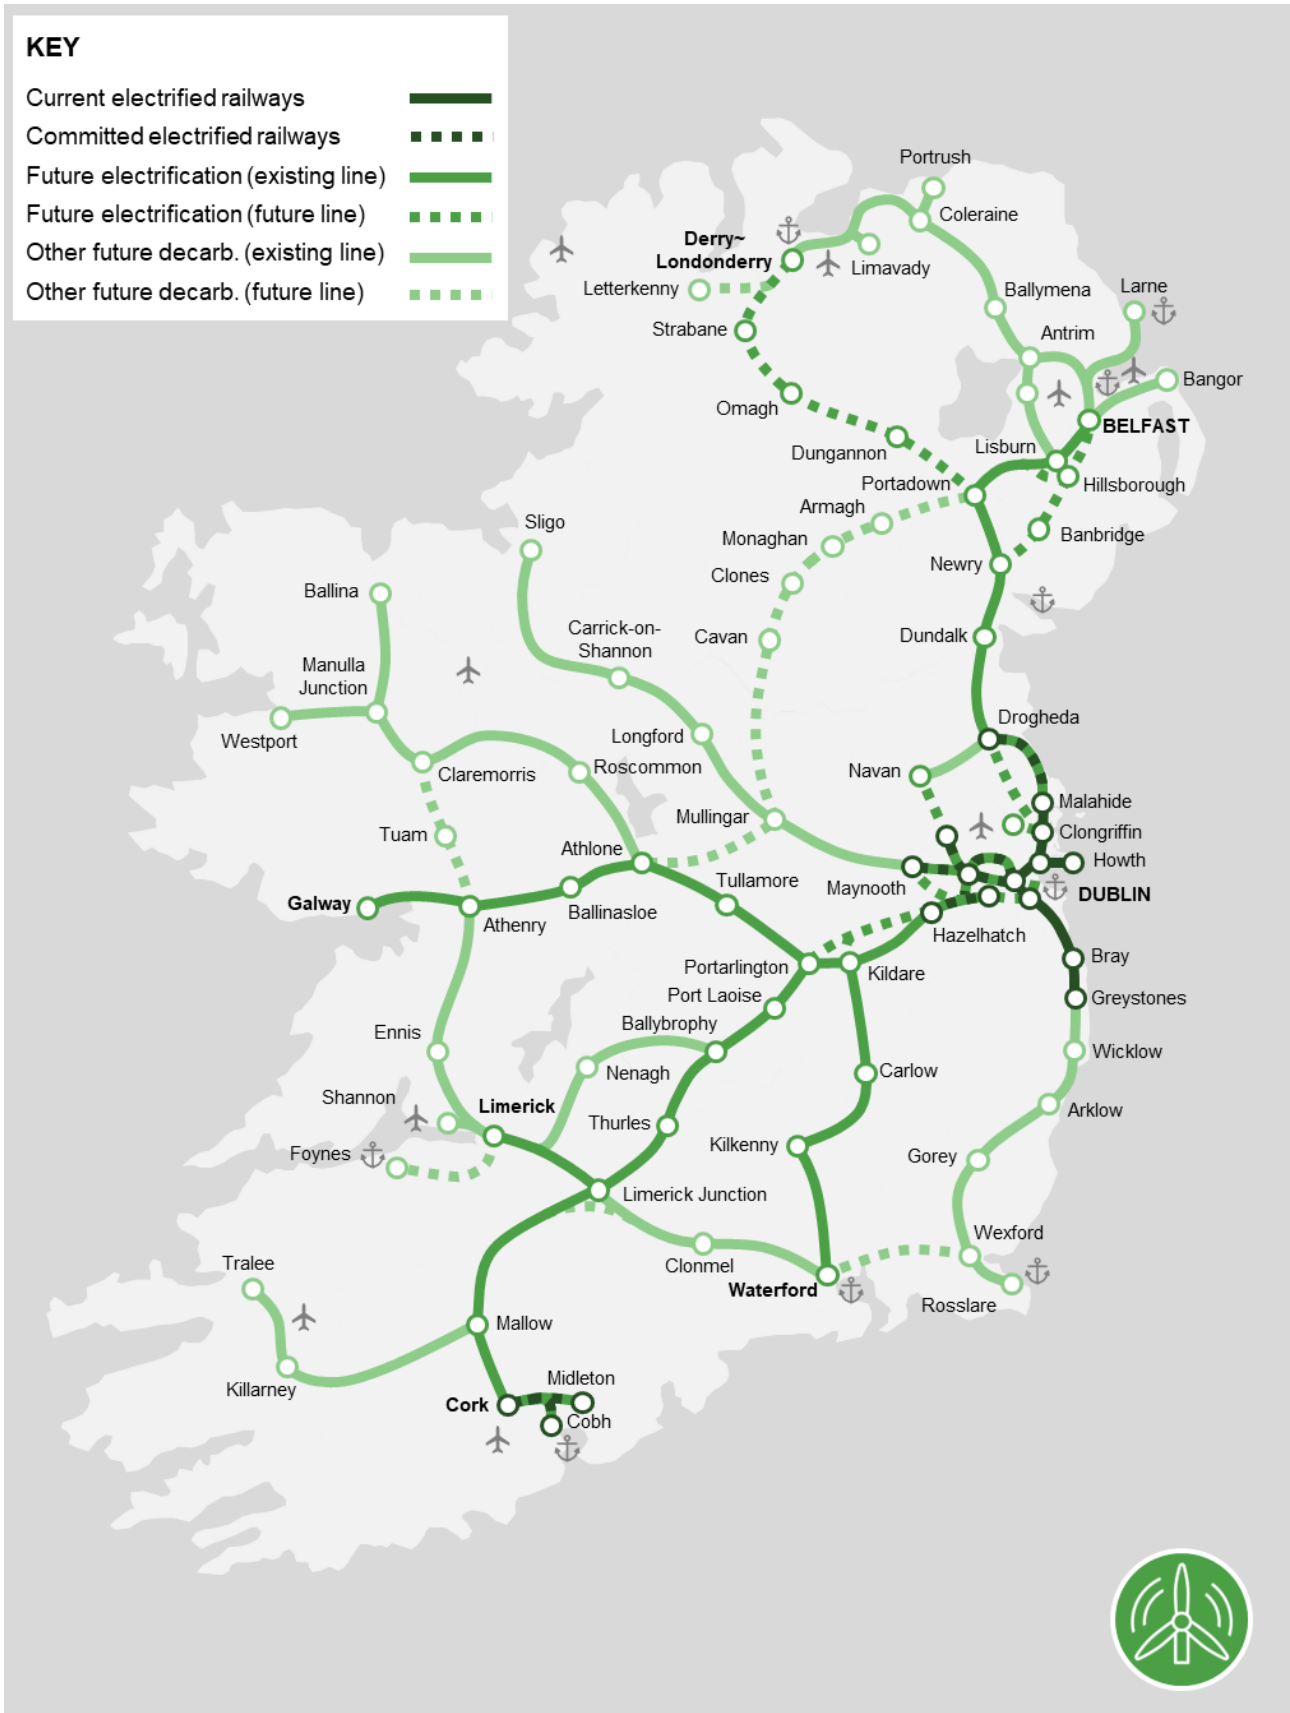 KEY
Current electrified railways
Committed electrified railways
Future electrification (existing line)
Future electrification (future line)
Other future decarb. (existing line)
Other future decarb. (future line)
Portrush
Coleraine
Derry~
Londonderry
Limavady
Letterkenny
Ballymena
Larne
Strabane
Antrim
Bangor
Omagh
BELFAST
Dungannon
Lisburn
Portadown
Hillsborough
Armagh
Sligo
Monaghan
Banbridge
Clones
Newry
Ballina
Carrick-on-
Shannon
Cavan
Dundalk
Manulla
Junction
Drogheda
Westport
Longford
Claremorris
Roscommon
Navan
Malahide
Mullingar
Clongriffin
Tuam
Athlone
Howth
Tullamore
Maynooth
DUBLIN
Galway
Ballinasloe
Athenry
Hazelhatch
Bray
Portarlington
Kildare
Port Laoise
Greystones
Ballybrophy
Ennis
Wicklow
Nenagh
Carlow
Shannon
Limerick
Arklow
Thurles
Foynes
Kilkenny
Gorey
Limerick Junction
Wexford
Tralee
Clonmel
Waterford
Rosslare
Mallow
Killarney
Midleton
Cork
Cobh